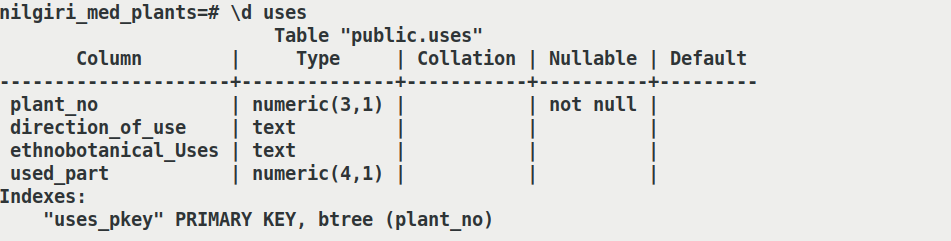 nilgiri_med_plants=# \d uses
                         Table "public.uses"
       Column        |     Type     | Collation | Nullable | Default
---------------------+--------------+-----------+----------+---------
 plant_no            | numeric(3,1) |           | not null |
 direction_of_use    | text         |           |          |
 ethnobotanical_Uses | text         |           |          |
 used_part           | numeric(4,1) |           |          |
Indexes:
    "uses_pkey" PRIMARY KEY, btree (plant_no)